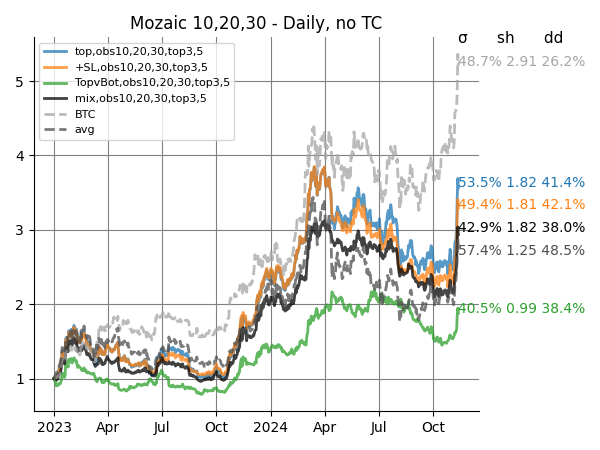 Mozaic 10,20,30 - Daily, no TC
σ sh dd
top,obs10,20,30,top3,5
+SL,obs10,20,30,top3,5
TopvBot,obs10,20,30,top3,5
mix,obs10,20,30,top3,5
BTC
avg
48.7% 2.91 26.2%
53.5% 1.82 41.4%
49.4% 1.81 42.1%
42.9% 1.82 38.0%
57.4% 1.25 48.5%
40.5% 0.99 38.4%
5
4
3
2
1
2023 Apr Jul Oct 2024 Apr Jul Oct